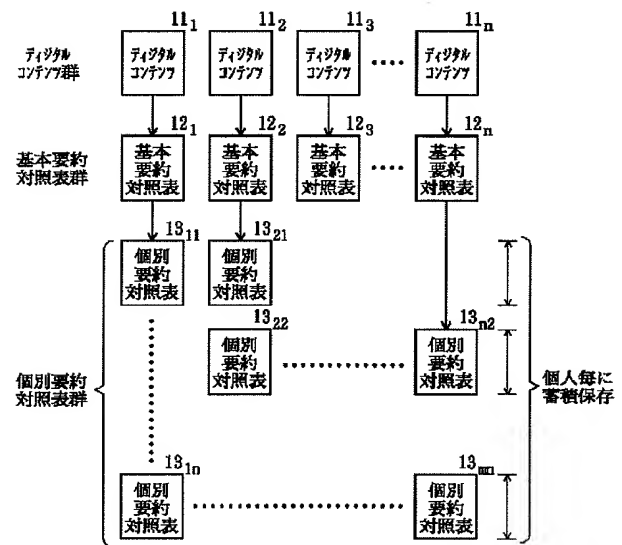 11₁ 11₂ 11₃ 11ₙ
ディジタル
コンテンツ群
ディジタル
コンテンツ
ディジタル
コンテンツ
ディジタル
コンテンツ
ディジタル
コンテンツ
12₁ 12₂ 12₃ 12ₙ
基本要約
対照表群
基本
要約
対照表
基本
要約
対照表
基本
要約
対照表
基本
要約
対照表
13₁₁ 13₂₁
個別
要約
対照表
個別
要約
対照表
13₂₂ 13ₙ₂
個別
要約
対照表
個別
要約
対照表
個別要約
対照表群
個人毎に
蓄積保存
13₁ₙ
個別
要約
対照表
個別
要約
対照表